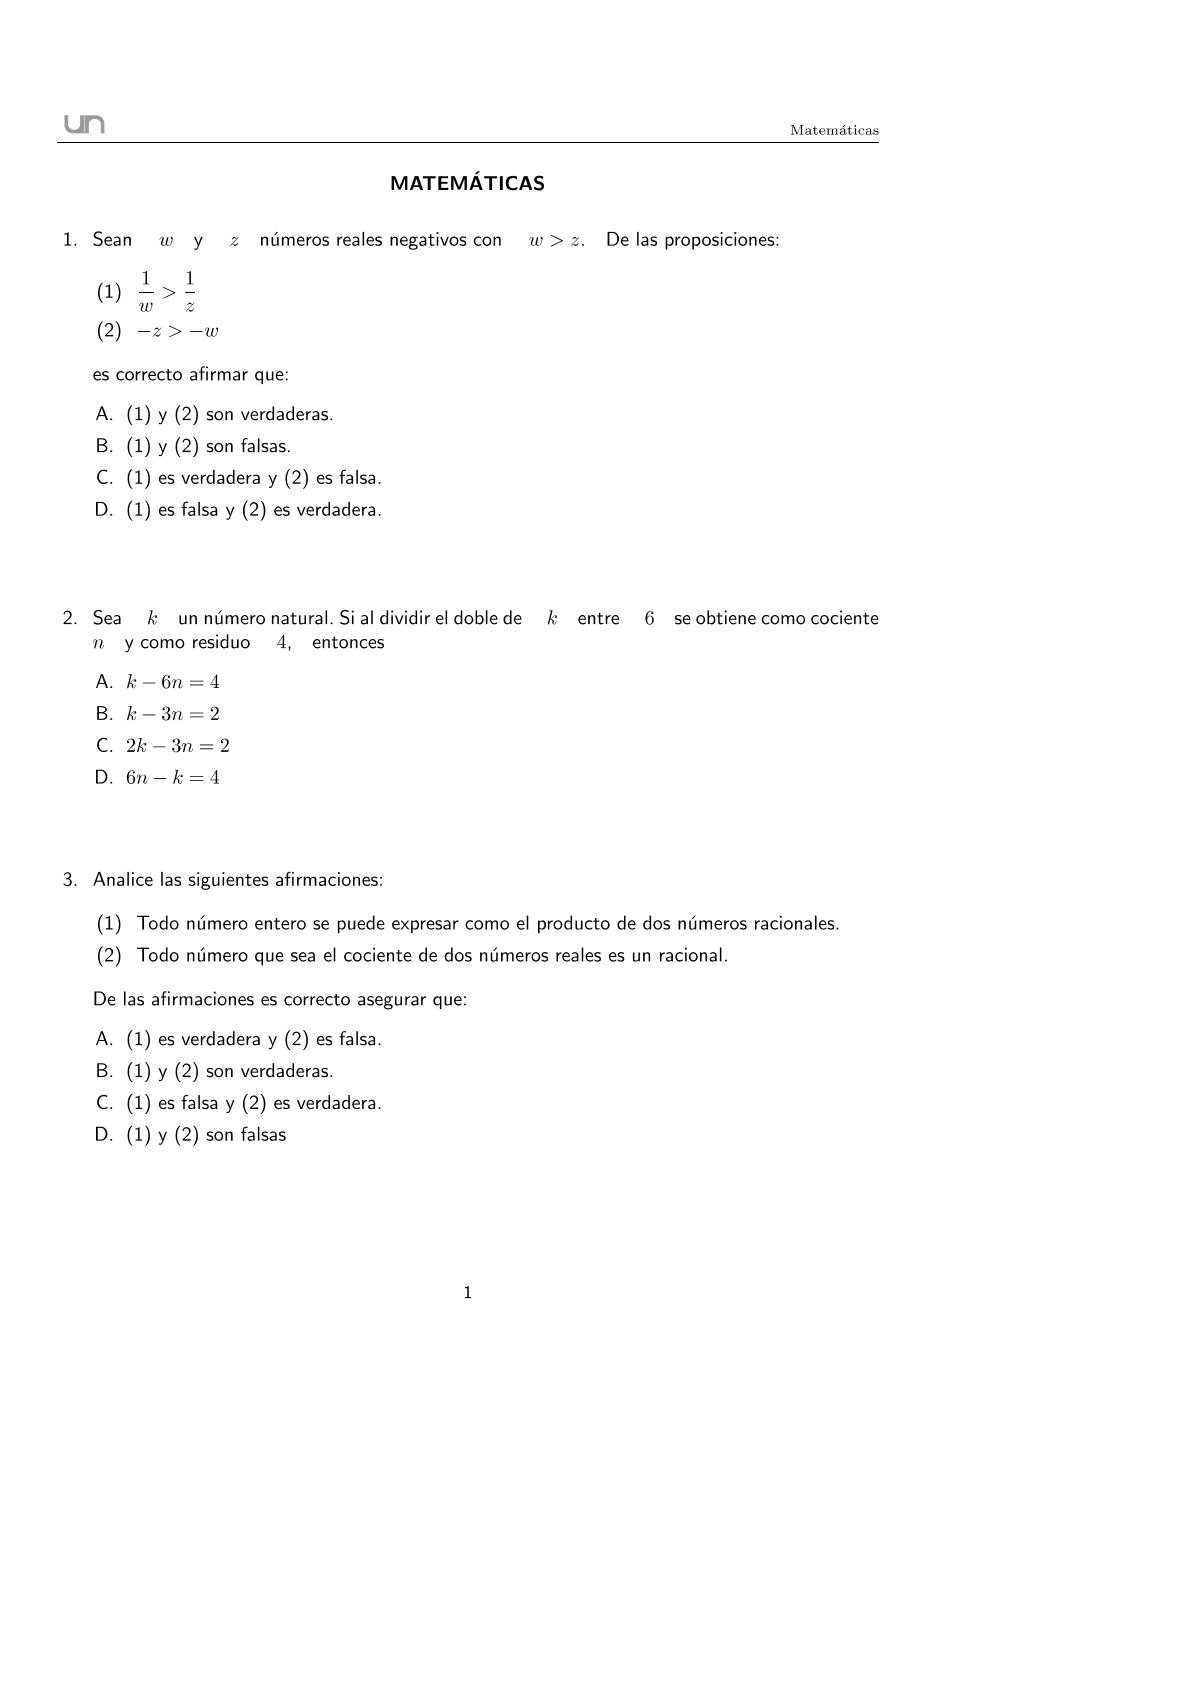 un
Matemáticas
MATEMÁTICAS
1. Sean w y z números reales negativos con w > z. De las proposiciones:
(1) 1/w > 1/z
(2) −z > −w
es correcto afirmar que:
A. (1) y (2) son verdaderas.
B. (1) y (2) son falsas.
C. (1) es verdadera y (2) es falsa.
D. (1) es falsa y (2) es verdadera.
2. Sea k un número natural. Si al dividir el doble de k entre 6 se obtiene como cociente
n y como residuo 4, entonces
A. k − 6n = 4
B. k − 3n = 2
C. 2k − 3n = 2
D. 6n − k = 4
3. Analice las siguientes afirmaciones:
(1) Todo número entero se puede expresar como el producto de dos números racionales.
(2) Todo número que sea el cociente de dos números reales es un racional.
De las afirmaciones es correcto asegurar que:
A. (1) es verdadera y (2) es falsa.
B. (1) y (2) son verdaderas.
C. (1) es falsa y (2) es verdadera.
D. (1) y (2) son falsas
1